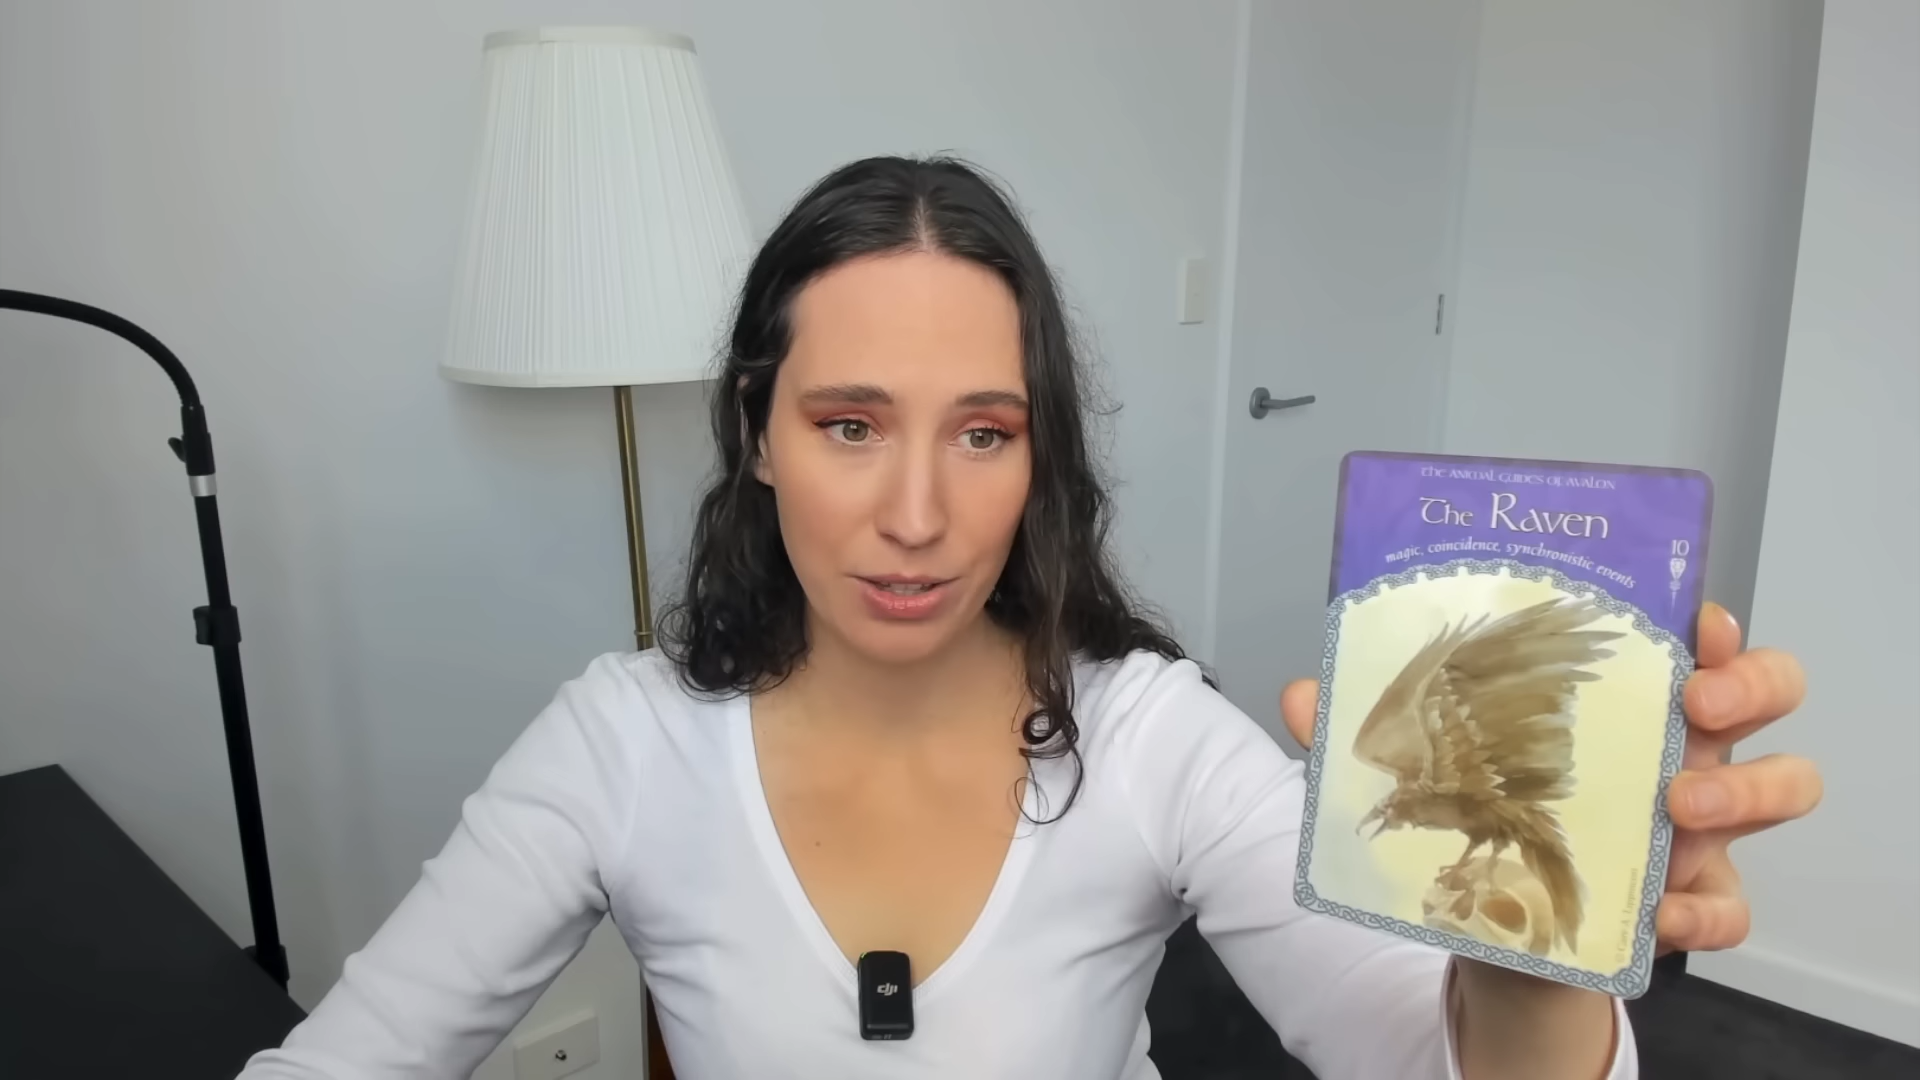 The Animal Guides of Avalon
The Raven
magic, coincidence, synchronistic events
10
dji